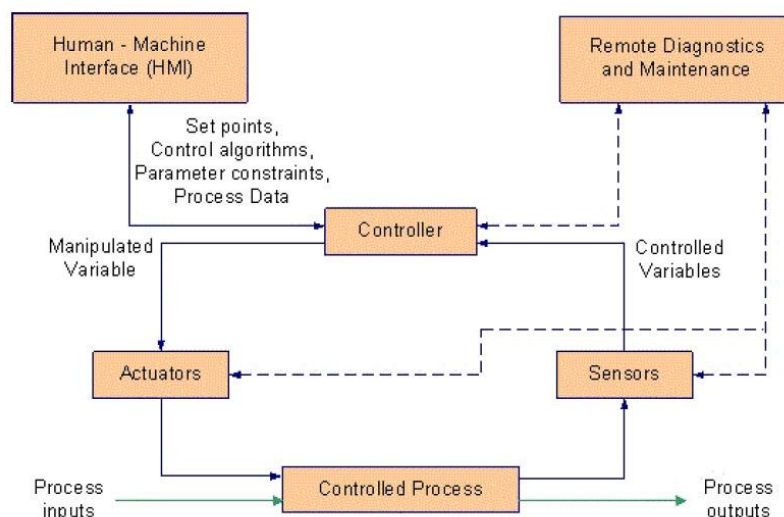 Human - Machine
Interface (HMI)
Remote Diagnostics
and Maintenance
Set points,
Control algorithms,
Parameter constraints,
Process Data
Controller
Manipulated
Variable
Controlled
Variables
Actuators
Sensors
Process
inputs
Controlled Process
Process
outputs